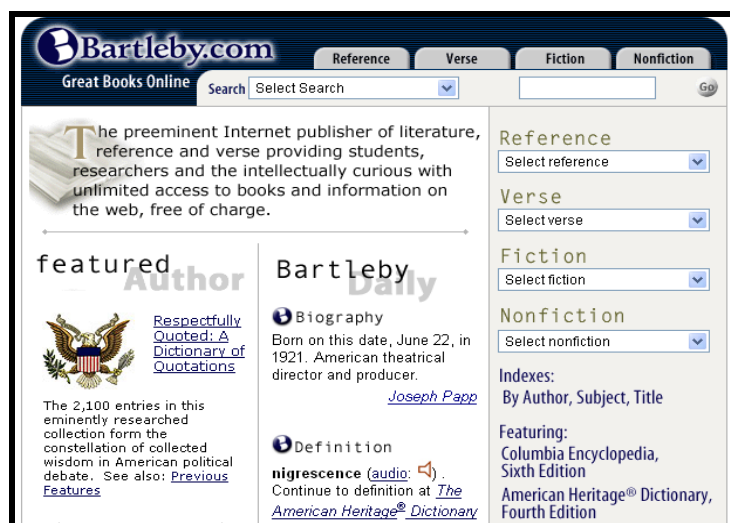 Bartleby.com
Reference Verse Fiction Nonfiction
Great Books Online Search Select Search Go
The preeminent Internet publisher of literature,
reference and verse providing students,
researchers and the intellectually curious with
unlimited access to books and information on
the web, free of charge.
featured Author
Respectfully
Quoted: A
Dictionary of
Quotations
The 2,100 entries in this
eminently researched
collection form the
constellation of collected
wisdom in American political
debate. See also: Previous
Features
Bartleby Daily
Biography
Born on this date, June 22, in
1921. American theatrical
director and producer.
Joseph Papp
Definition
nigrescence (audio: ) .
Continue to definition at The
American Heritage® Dictionary
Reference
Select reference
Verse
Select verse
Fiction
Select fiction
Nonfiction
Select nonfiction
Indexes:
By Author, Subject, Title
Featuring:
Columbia Encyclopedia,
Sixth Edition
American Heritage® Dictionary,
Fourth Edition